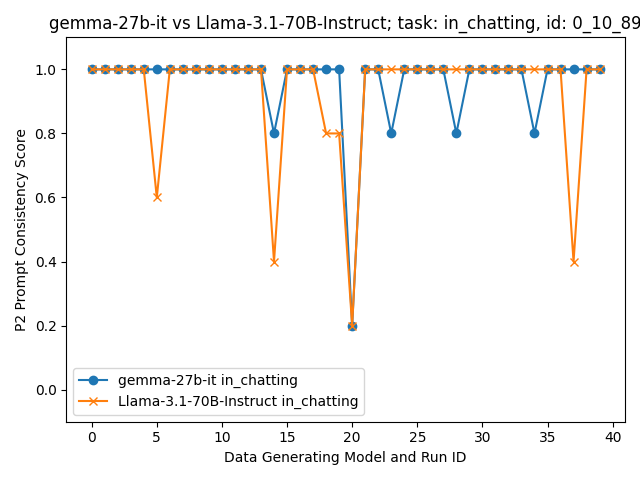 gemma-27b-it vs Llama-3.1-70B-Instruct; task: in_chatting, id: 0_10_89
P2 Prompt Consistency Score
1.0
0.8
0.6
0.4
0.2
0.0
gemma-27b-it in_chatting
Llama-3.1-70B-Instruct in_chatting
0 5 10 15 20 25 30 35 40
Data Generating Model and Run ID